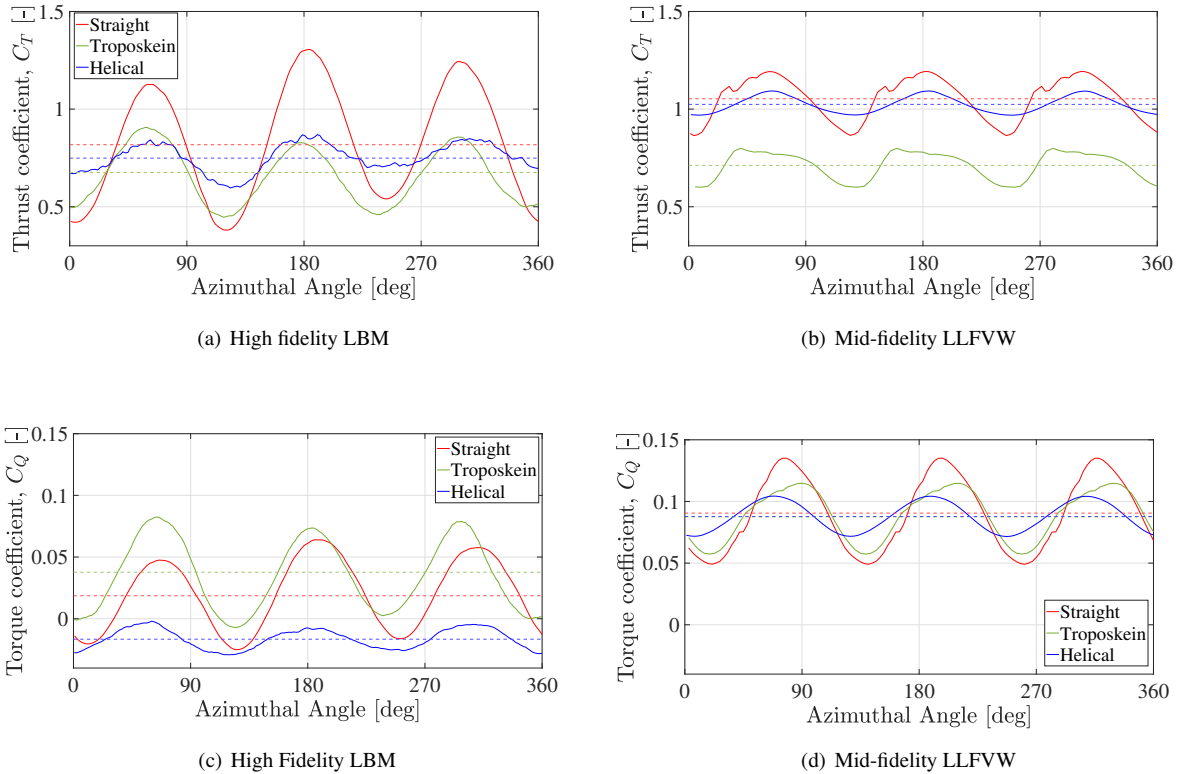 Thrust coefficient, C_T [-]
1.5
1
0.5
Straight
Troposkein
Helical
0 90 180 270 360
Azimuthal Angle [deg]
(a) High fidelity LBM
Thrust coefficient, C_T [-]
1.5
1
0.5
0 90 180 270 360
Azimuthal Angle [deg]
(b) Mid-fidelity LLFVW
Torque coefficient, C_Q [-]
0.15
0.1
0.05
0
Straight
Troposkein
Helical
0 90 180 270 360
Azimuthal Angle [deg]
(c) High Fidelity LBM
Torque coefficient, C_Q [-]
0.15
0.1
0.05
0
Straight
Troposkein
Helical
0 90 180 270 360
Azimuthal Angle [deg]
(d) Mid-fidelity LLFVW